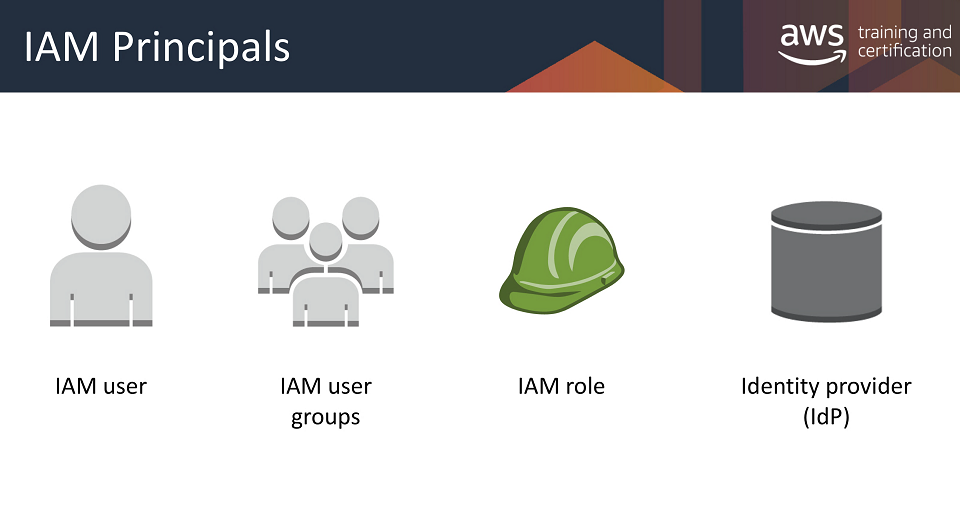 IAM Principals
aws
training and
certification
IAM user
IAM user
groups
IAM role
Identity provider
(IdP)